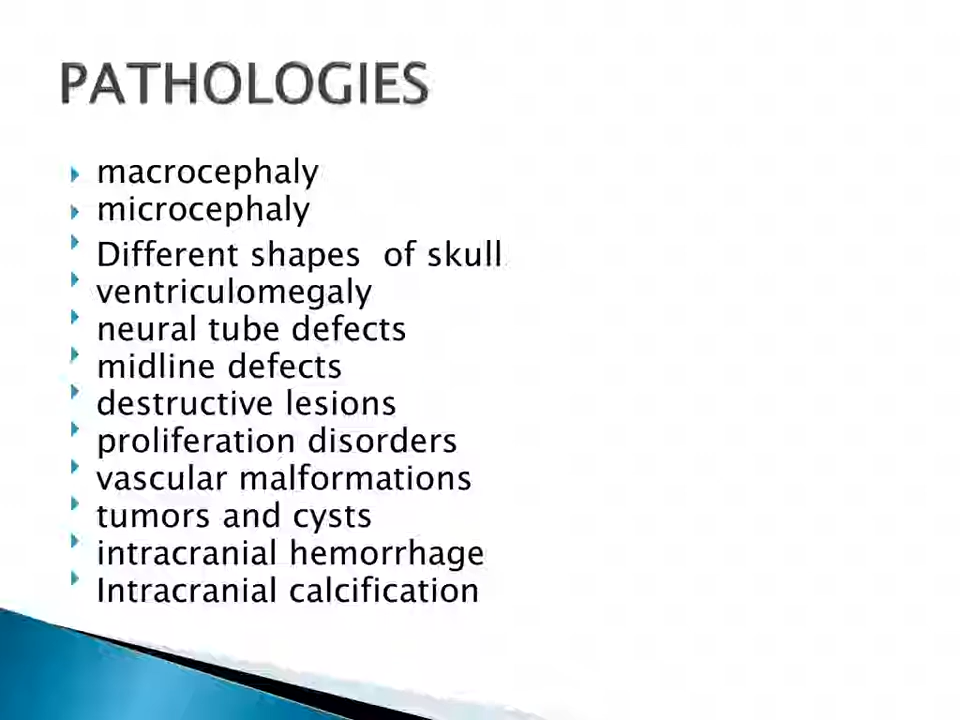 PATHOLOGIES
macrocephaly
microcephaly
Different shapes of skull
ventriculomegaly
neural tube defects
midline defects
destructive lesions
proliferation disorders
vascular malformations
tumors and cysts
intracranial hemorrhage
Intracranial calcification